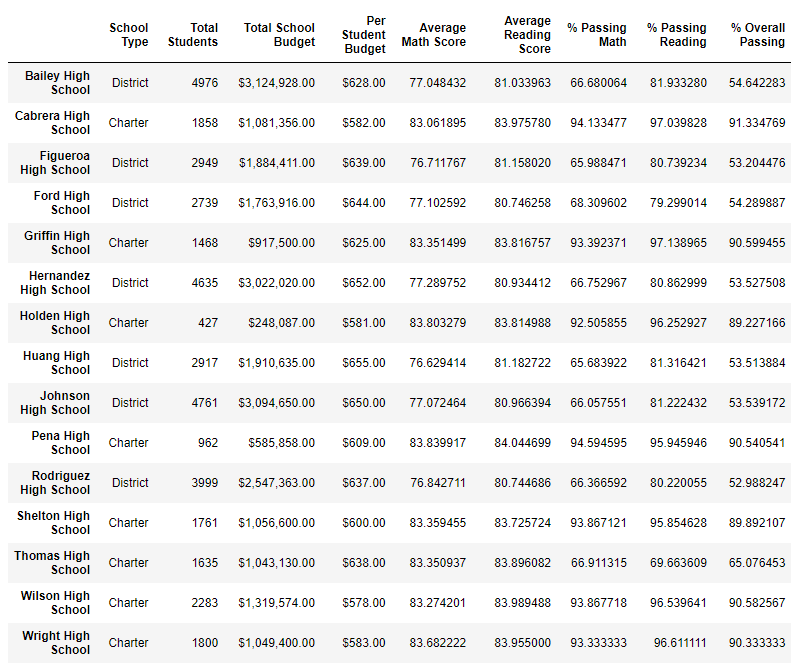 School Type Total Students Total School Budget Per Student Budget Average Math Score Average Reading Score % Passing Math % Passing Reading % Overall Passing
Bailey High School District 4976 $3,124,928.00 $628.00 77.048432 81.033963 66.680064 81.933280 54.642283
Cabrera High School Charter 1858 $1,081,356.00 $582.00 83.061895 83.975780 94.133477 97.039828 91.334769
Figueroa High School District 2949 $1,884,411.00 $639.00 76.711767 81.158020 65.988471 80.739234 53.204476
Ford High School District 2739 $1,763,916.00 $644.00 77.102592 80.746258 68.309602 79.299014 54.289887
Griffin High School Charter 1468 $917,500.00 $625.00 83.351499 83.816757 93.392371 97.138965 90.599455
Hernandez High School District 4635 $3,022,020.00 $652.00 77.289752 80.934412 66.752967 80.862999 53.527508
Holden High School Charter 427 $248,087.00 $581.00 83.803279 83.814988 92.505855 96.252927 89.227166
Huang High School District 2917 $1,910,635.00 $655.00 76.629414 81.182722 65.683922 81.316421 53.513884
Johnson High School District 4761 $3,094,650.00 $650.00 77.072464 80.966394 66.057551 81.222432 53.539172
Pena High School Charter 962 $585,858.00 $609.00 83.839917 84.044699 94.594595 95.945946 90.540541
Rodriguez High School District 3999 $2,547,363.00 $637.00 76.842711 80.744686 66.366592 80.220055 52.988247
Shelton High School Charter 1761 $1,056,600.00 $600.00 83.359455 83.725724 93.867121 95.854628 89.892107
Thomas High School Charter 1635 $1,043,130.00 $638.00 83.350937 83.896082 66.911315 69.663609 65.076453
Wilson High School Charter 2283 $1,319,574.00 $578.00 83.274201 83.989488 93.867718 96.539641 90.582567
Wright High School Charter 1800 $1,049,400.00 $583.00 83.682222 83.955000 93.333333 96.611111 90.333333